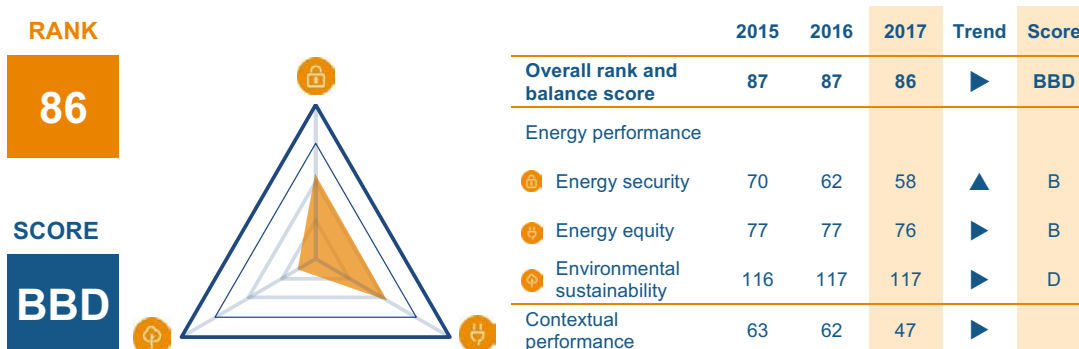 RANK
86
SCORE
BBD
2015 2016 2017 Trend Score
Overall rank and
balance score 87 87 86 BBD
Energy performance
Energy security 70 62 58 B
Energy equity 77 77 76 B
Environmental
sustainability 116 117 117 D
Contextual
performance 63 62 47